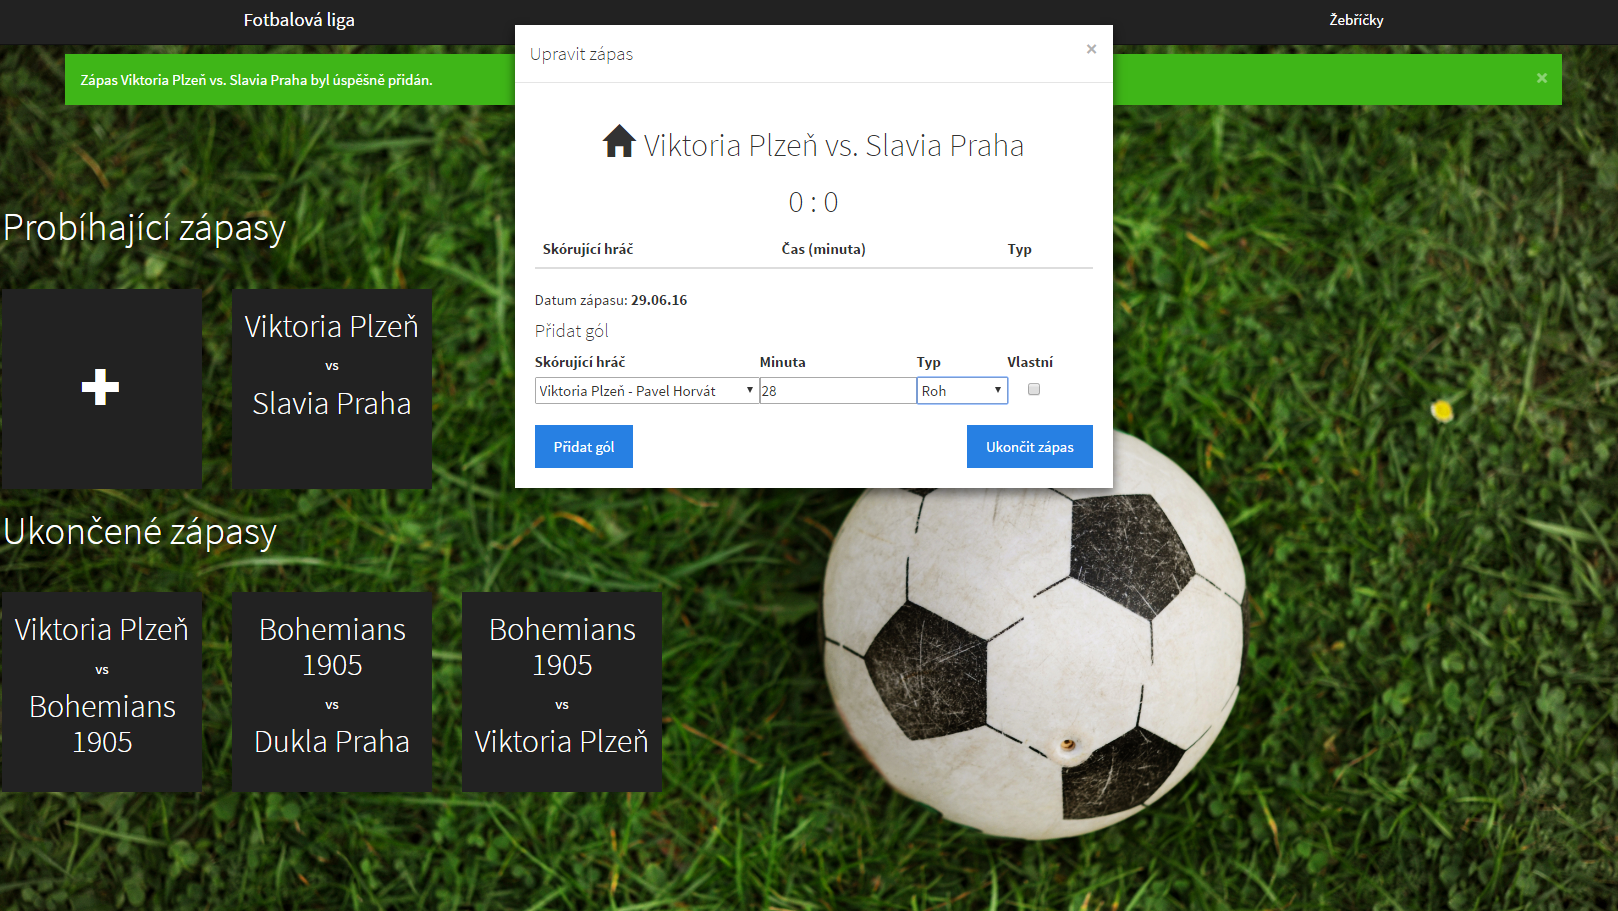 Fotbalová liga
Žebříčky
Zápas Viktoria Plzeň vs. Slavia Praha byl úspěšně přidán.
×
Upravit zápas
×
Viktoria Plzeň vs. Slavia Praha
0 : 0
Skórující hráč Čas (minuta) Typ
Datum zápasu: 29.06.16
Přidat gól
Skórující hráč Minuta Typ Vlastní
Viktoria Plzeň - Pavel Horvát 28 Roh
Přidat gól Ukončit zápas
Probíhající zápasy
Viktoria Plzeň
vs
Slavia Praha
Ukončené zápasy
Viktoria Plzeň
vs
Bohemians
1905
Bohemians
1905
vs
Dukla Praha
Bohemians
1905
vs
Viktoria Plzeň